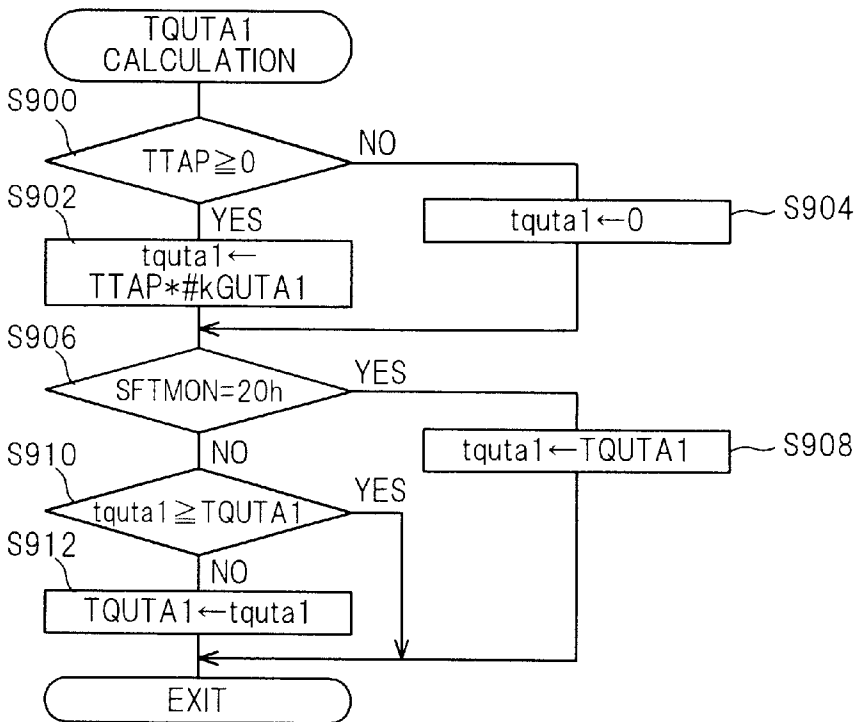 TQUTA1
CALCULATION
S900
TTAP≧0
NO
S902
YES
tquta1←
TTAP*#kGUTA1
tquta1←0
S904
S906
SFTMON=20h
YES
NO
tquta1←TQUTA1
S908
S910
tquta1≧TQUTA1
YES
NO
S912
TQUTA1←tquta1
EXIT